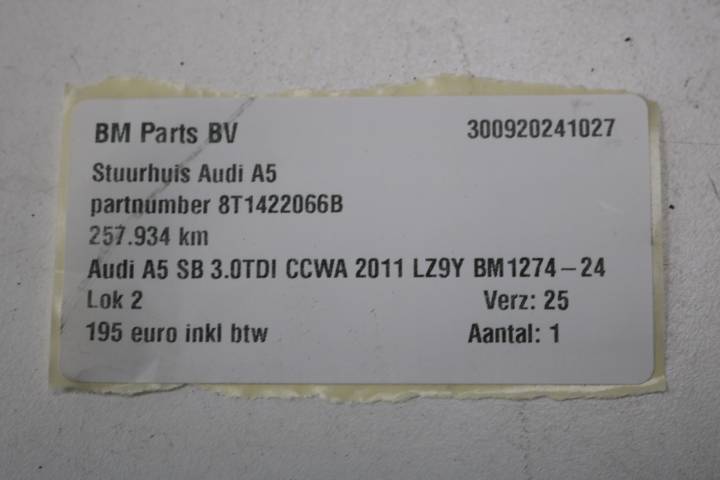 BM Parts BV 300920241027
Stuurhuis Audi A5
partnumber 8T1422066B
257.934 km
Audi A5 SB 3.0TDI CCWA 2011 LZ9Y BM1274-24
Lok 2 Verz: 25
195 euro inkl btw Aantal: 1